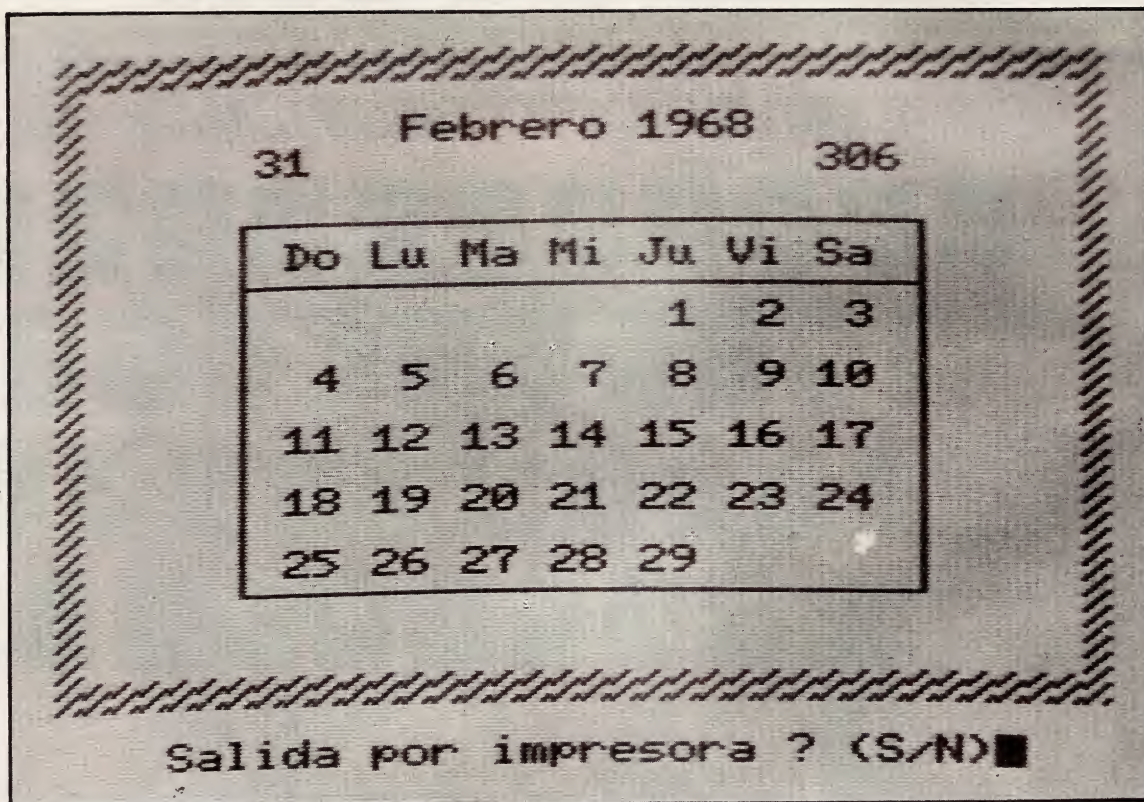 Febrero 1968
31 306
Do Lu Ma Mi Ju Vi Sa
1 2 3
4 5 6 7 8 9 10
11 12 13 14 15 16 17
18 19 20 21 22 23 24
25 26 27 28 29
Salida por impresora ? (S/N)